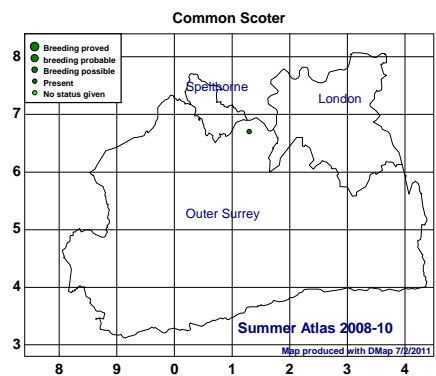 Common Scoter
8
Breeding proved
breeding probable
Breeding possible
Present
No status given
Spelthorne
London
7
6
Outer Surrey
5
4
Summer Atlas 2008-10
3
Map produced with DMap 7/2/2011
8 9 0 1 2 3 4